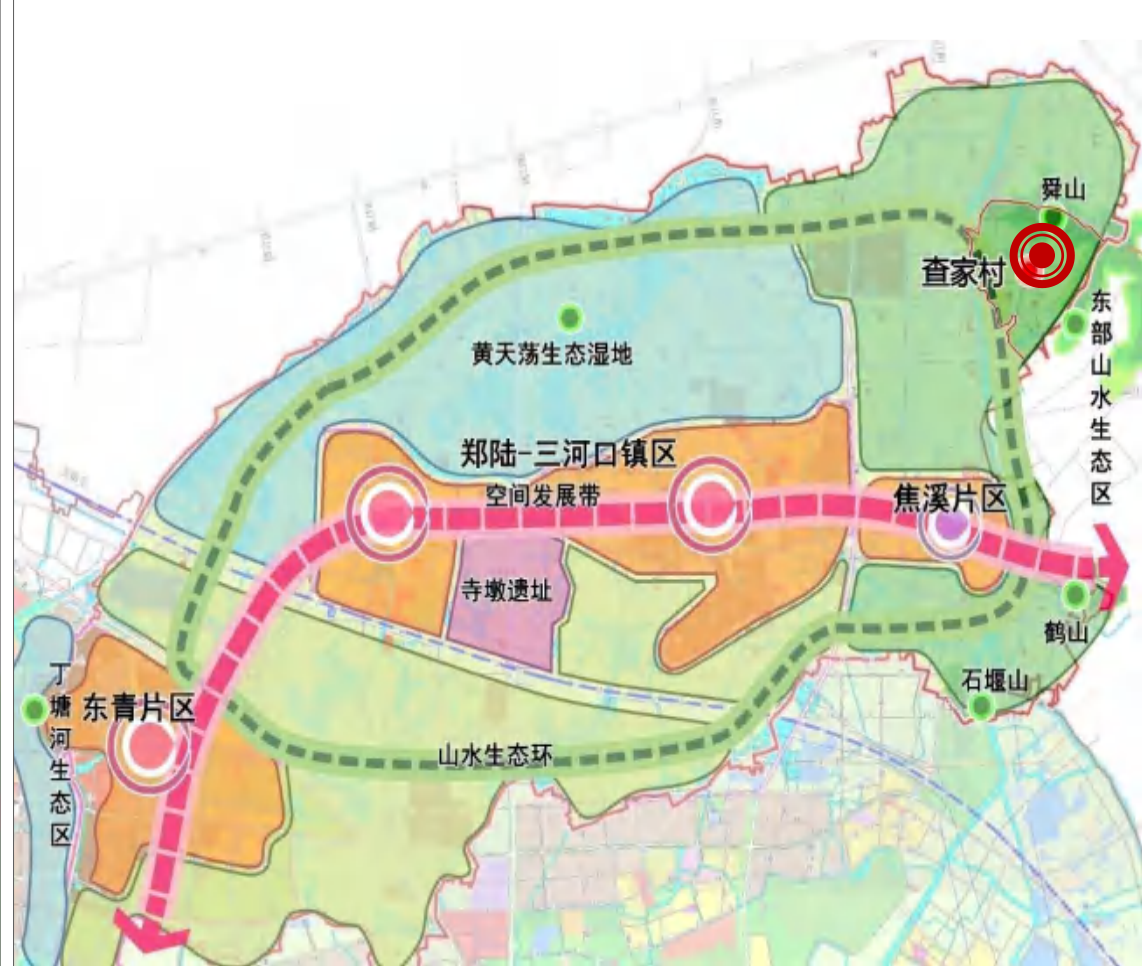 舜山
查家村
东部山水生态区
黄天荡生态湿地
郑陆-三河口镇区
空间发展带
焦溪片区
寺墩遗址
鹤山
石堰山
丁塘河生态区
东青片区
山水生态环